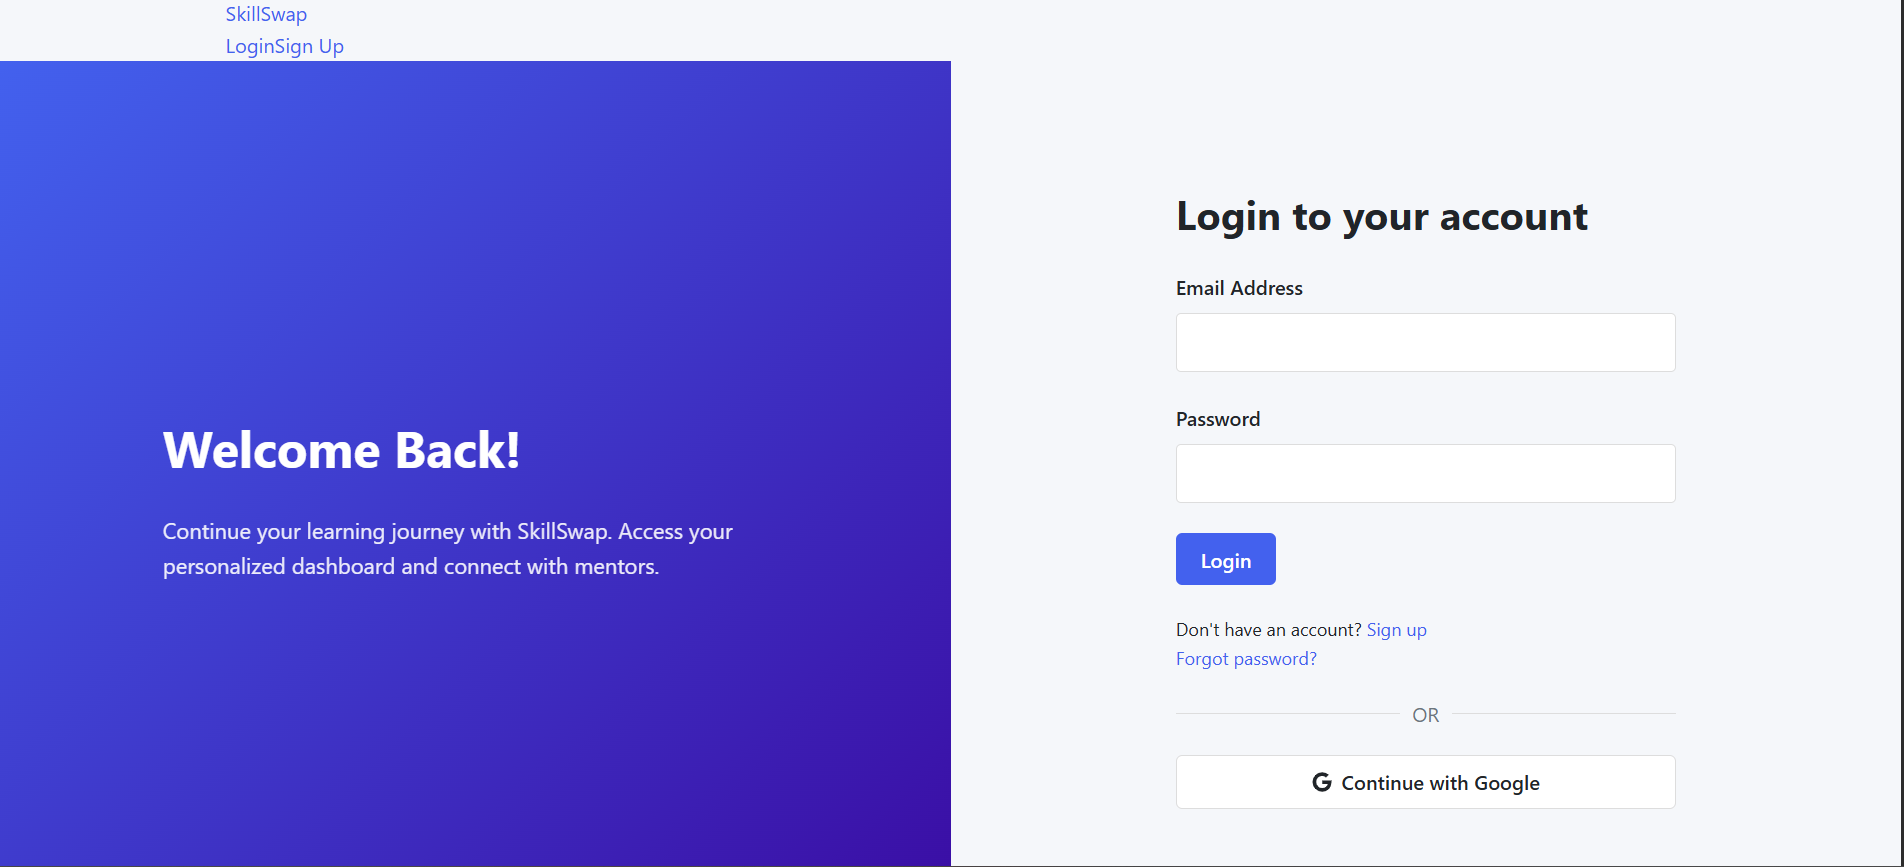 SkillSwap
LoginSign Up
Welcome Back!
Continue your learning journey with SkillSwap. Access your
personalized dashboard and connect with mentors.
Login to your account
Email Address
Password
Login
Don't have an account? Sign up
Forgot password?
OR
Continue with Google